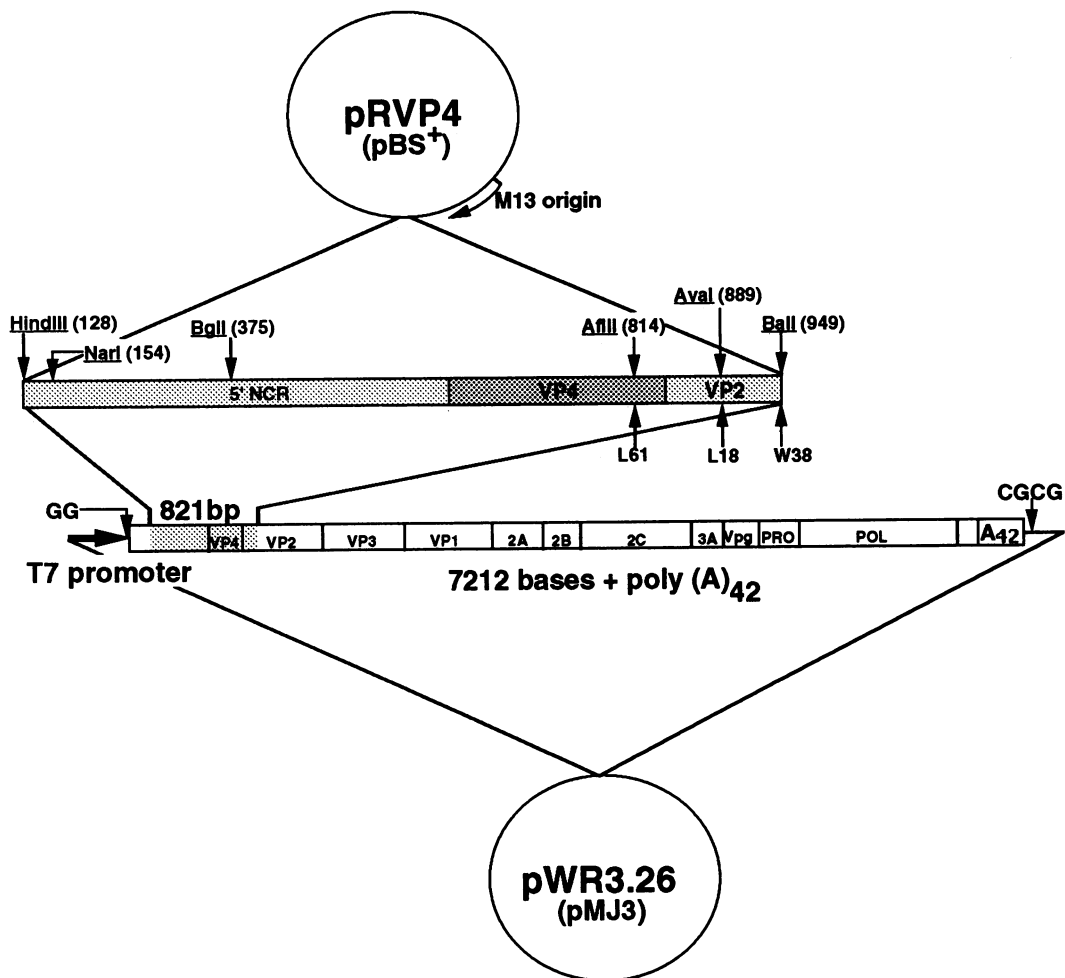 pRVP4
(pBS+)
M13 origin
AvaI (889)
HindIII (128)
BglI (375)
AflII (814)
BalI (949)
NarI (154)
5' NCR
VP4
VP2
L61
L18
W38
GG
821bp
CGCG
VP4
VP2
VP3
VP1
2A
2B
2C
3A
Vpg
PRO
POL
A42
T7 promoter
7212 bases + poly (A)42
pWR3.26
(pMJ3)